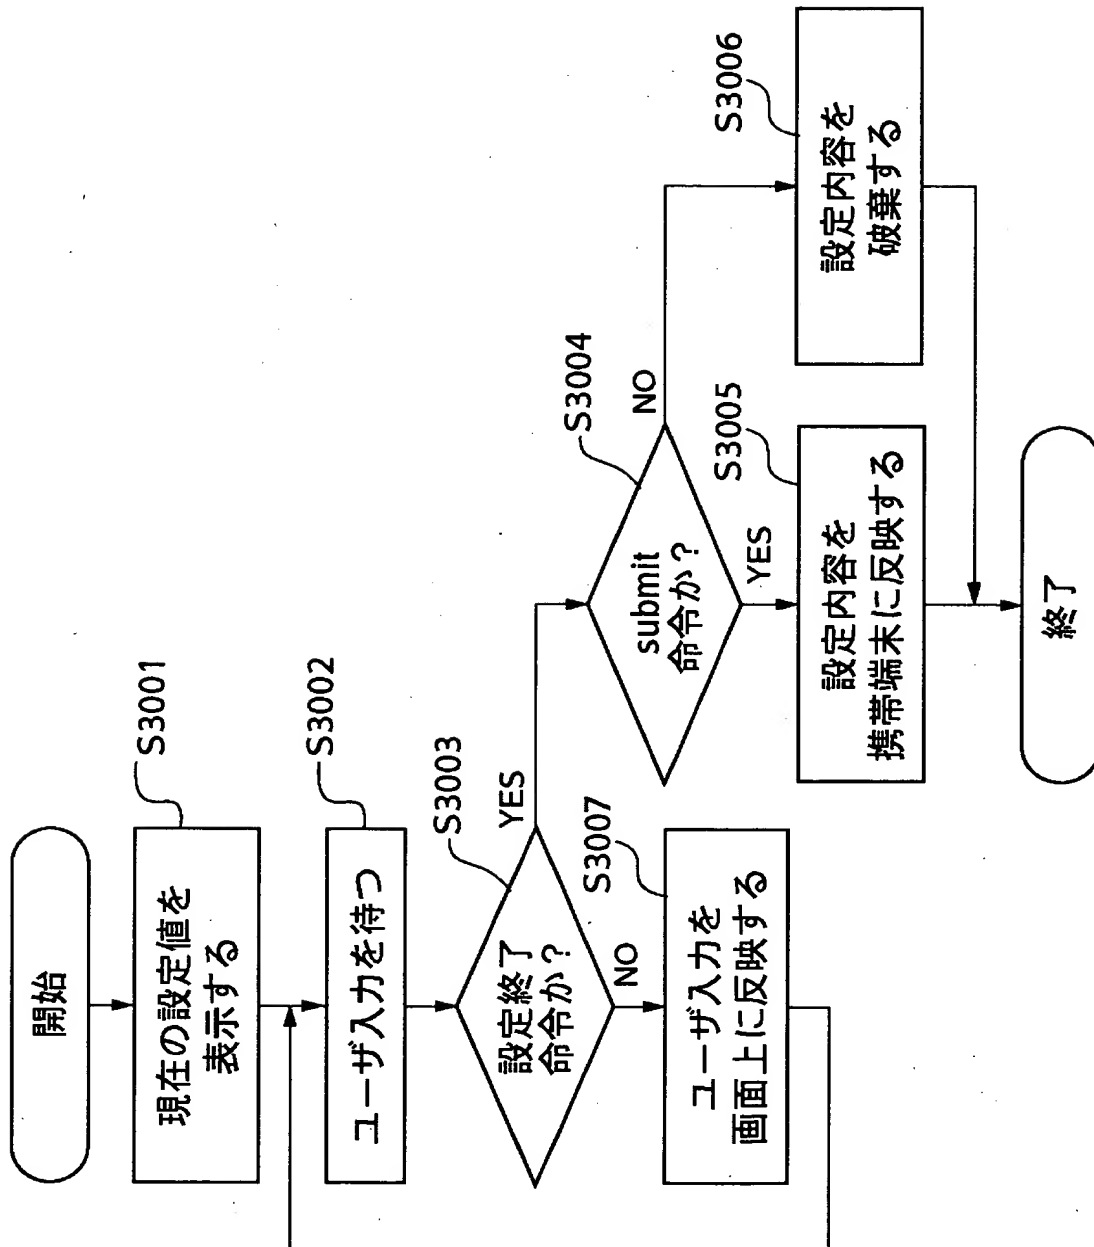 開始
現在の設定値を
表示する
S3001
ユーザ入力を待つ
S3002
設定終了
命令か?
S3003
YES
NO
ユーザ入力を
画面上に反映する
S3007
submit
命令か?
S3004
NO
YES
設定内容を
携帯端末に反映する
S3005
設定内容を
破棄する
S3006
終了